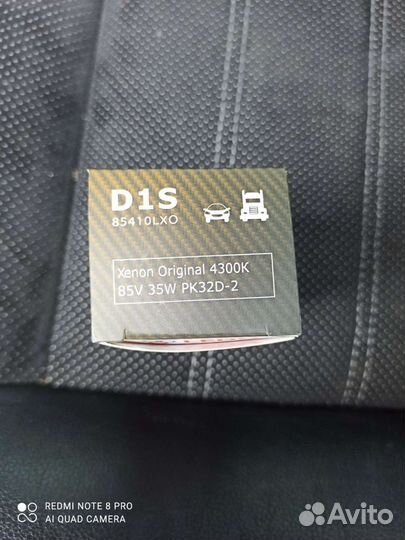 D1S
85410LXO
Xenon Original 4300K
85V 35W PK32D-2
REDMI NOTE 8 PRO
AI QUAD CAMERA
Avito